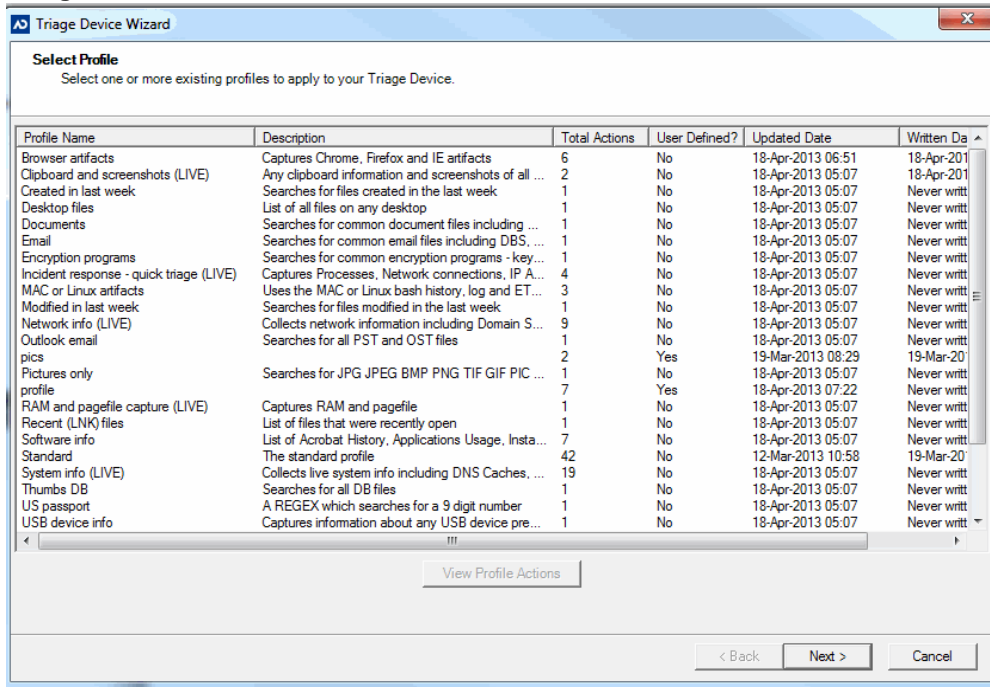 Triage Device Wizard
Select Profile
Select one or more existing profiles to apply to your Triage Device.
Profile Name Description Total Actions User Defined? Updated Date Written Da
Browser artifacts Captures Chrome, Firefox and IE artifacts 6 No 18-Apr-2013 06:51 18-Apr-201
Clipboard and screenshots (LIVE) Any clipboard information and screenshots of all ... 2 No 18-Apr-2013 05:07 18-Apr-201
Created in last week Searches for files created in the last week 1 No 18-Apr-2013 05:07 Never writt
Desktop files List of all files on any desktop 1 No 18-Apr-2013 05:07 Never writt
Documents Searches for common document files including ... 1 No 18-Apr-2013 05:07 Never writt
Email Searches for common email files including DBS, ... 1 No 18-Apr-2013 05:07 Never writt
Encryption programs Searches for common encryption programs - key... 1 No 18-Apr-2013 05:07 Never writt
Incident response - quick triage (LIVE) Captures Processes, Network connections, IP A... 4 No 18-Apr-2013 05:07 Never writt
MAC or Linux artifacts Uses the MAC or Linux bash history, log and ET... 3 No 18-Apr-2013 05:07 Never writt
Modified in last week Searches for files modified in the last week 1 No 18-Apr-2013 05:07 Never writt
Network info (LIVE) Collects network information including Domain S... 9 No 18-Apr-2013 05:07 Never writt
Outlook email Searches for all PST and OST files 1 No 18-Apr-2013 05:07 Never writt
pics 2 Yes 19-Mar-2013 08:29 19-Mar-20
Pictures only Searches for JPG JPEG BMP PNG TIF GIF PIC ... 1 No 18-Apr-2013 05:07 Never writt
profile 7 Yes 18-Apr-2013 07:22 Never writt
RAM and pagefile capture (LIVE) Captures RAM and pagefile 1 No 18-Apr-2013 05:07 Never writt
Recent (LNK) files List of files that were recently open 1 No 18-Apr-2013 05:07 Never writt
Software info List of Acrobat History, Applications Usage, Insta... 7 No 18-Apr-2013 05:07 Never writt
Standard The standard profile 42 No 12-Mar-2013 10:58 19-Mar-20
System info (LIVE) Collects live system info including DNS Caches, ... 19 No 18-Apr-2013 05:07 Never writt
Thumbs DB Searches for all DB files 1 No 18-Apr-2013 05:07 Never writt
US passport A REGEX which searches for a 9 digit number 1 No 18-Apr-2013 05:07 Never writt
USB device info Captures information about any USB device pre... 1 No 18-Apr-2013 05:07 Never writt
View Profile Actions
< Back Next > Cancel